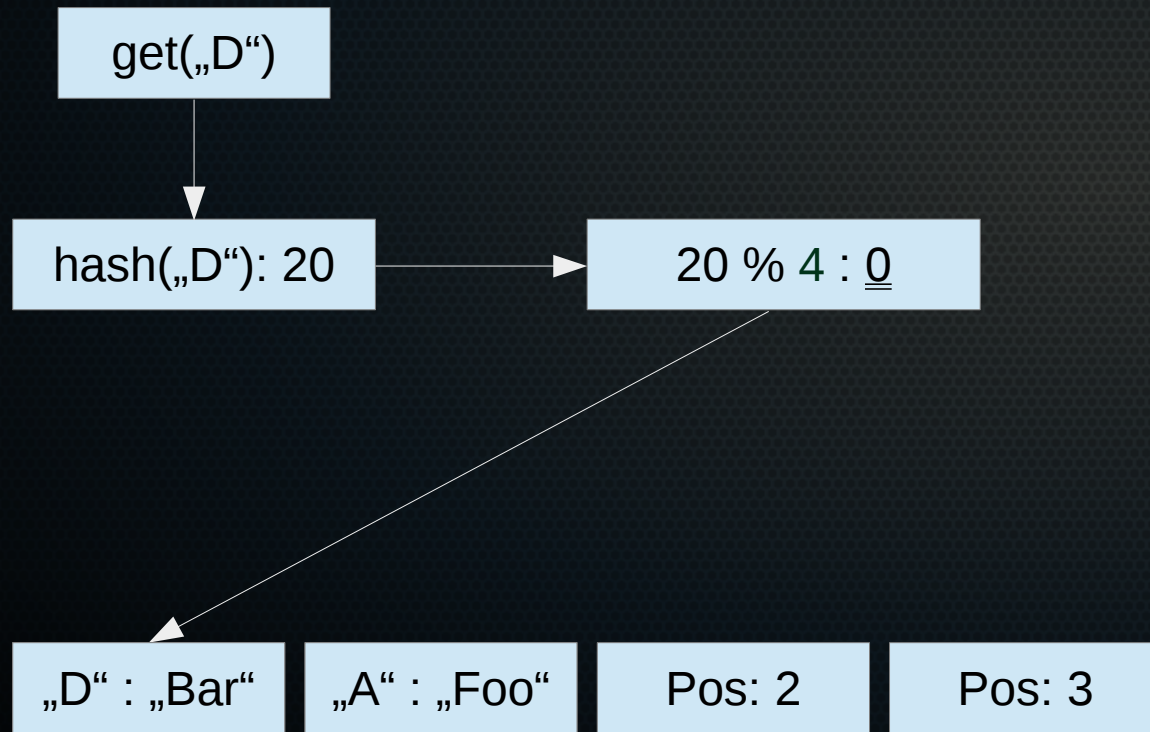 get(„D“)
hash(„D“): 20
20 % 4 : 0
„D“ : „Bar“
„A“ : „Foo“
Pos: 2
Pos: 3